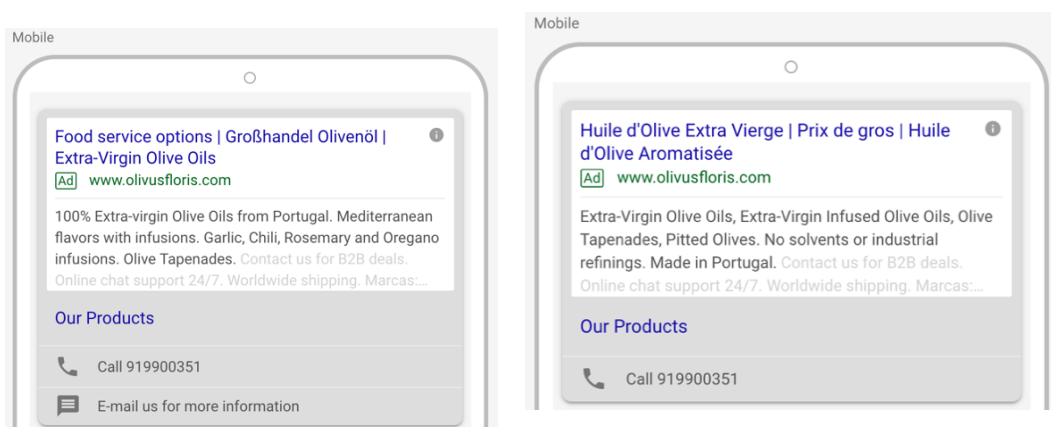 Mobile
Food service options | Großhandel Olivenöl |
Extra-Virgin Olive Oils
Ad www.olivusfloris.com
100% Extra-virgin Olive Oils from Portugal. Mediterranean
flavors with infusions. Garlic, Chili, Rosemary and Oregano
infusions. Olive Tapenades. Contact us for B2B deals.
Online chat support 24/7. Worldwide shipping. Marcas:...
Our Products
Call 919900351
E-mail us for more information
Mobile
Huile d'Olive Extra Vierge | Prix de gros | Huile
d'Olive Aromatisée
Ad www.olivusfloris.com
Extra-Virgin Olive Oils, Extra-Virgin Infused Olive Oils, Olive
Tapenades, Pitted Olives. No solvents or industrial
refinings. Made in Portugal. Contact us for B2B deals.
Online chat support 24/7. Worldwide shipping. Marcas:...
Our Products
Call 919900351